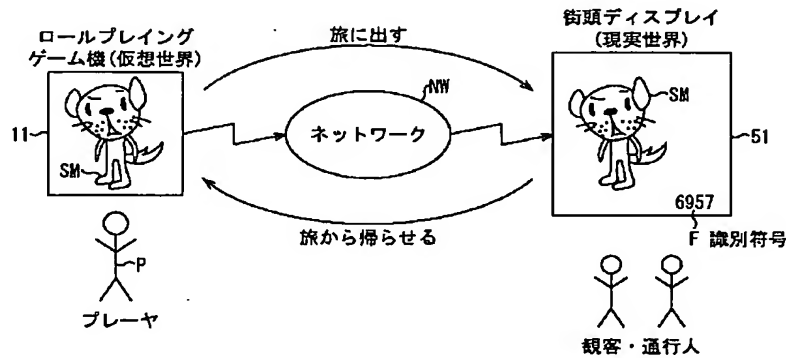 ロールプレイング
ゲーム機(仮想世界)
街頭ディスプレイ
(現実世界)
旅に出す
NW
ネットワーク
11
SM
SM
51
6957
F 識別符号
旅から帰らせる
P
プレーヤ
観客・通行人